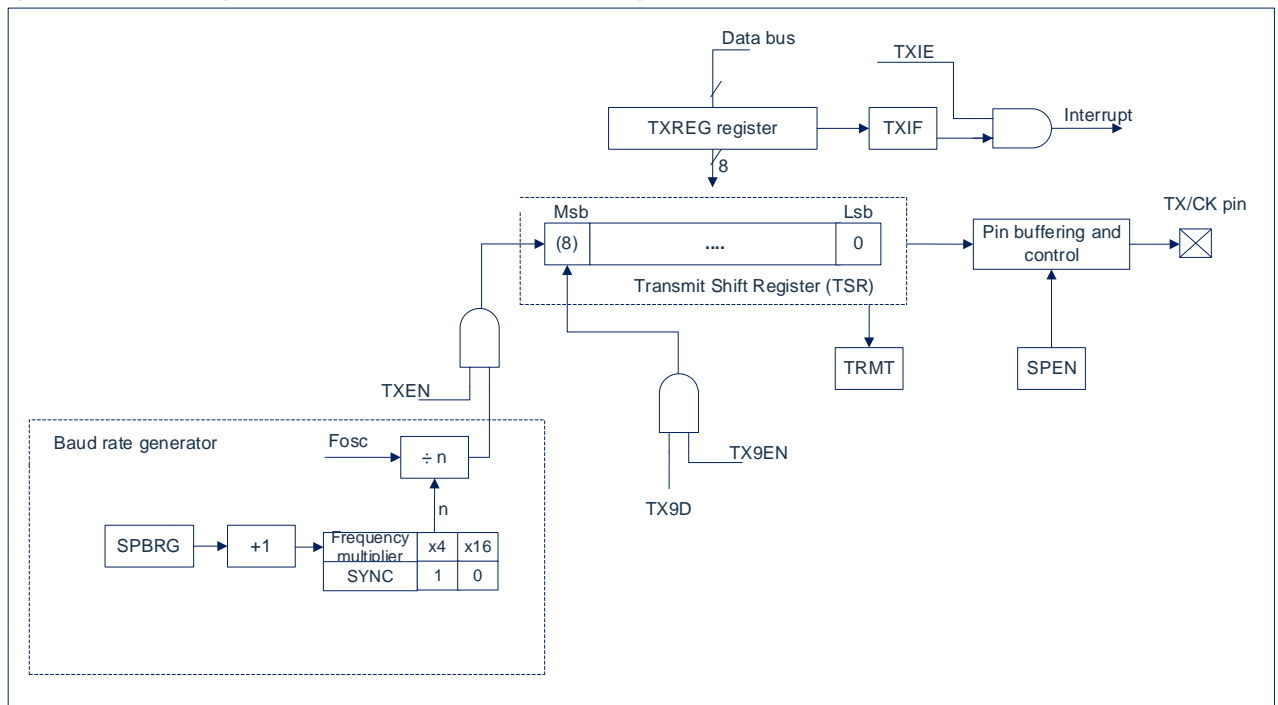 Data bus
TXIE
TXREG register
TXIF
Interrupt
8
Msb
Lsb
TX/CK pin
(8)
....
0
Pin buffering and
control
Transmit Shift Register (TSR)
TRMT
SPEN
TXEN
Baud rate generator
Fosc
÷ n
TX9EN
n
TX9D
SPBRG
+1
Frequency
multiplier
x4
x16
SYNC
1
0